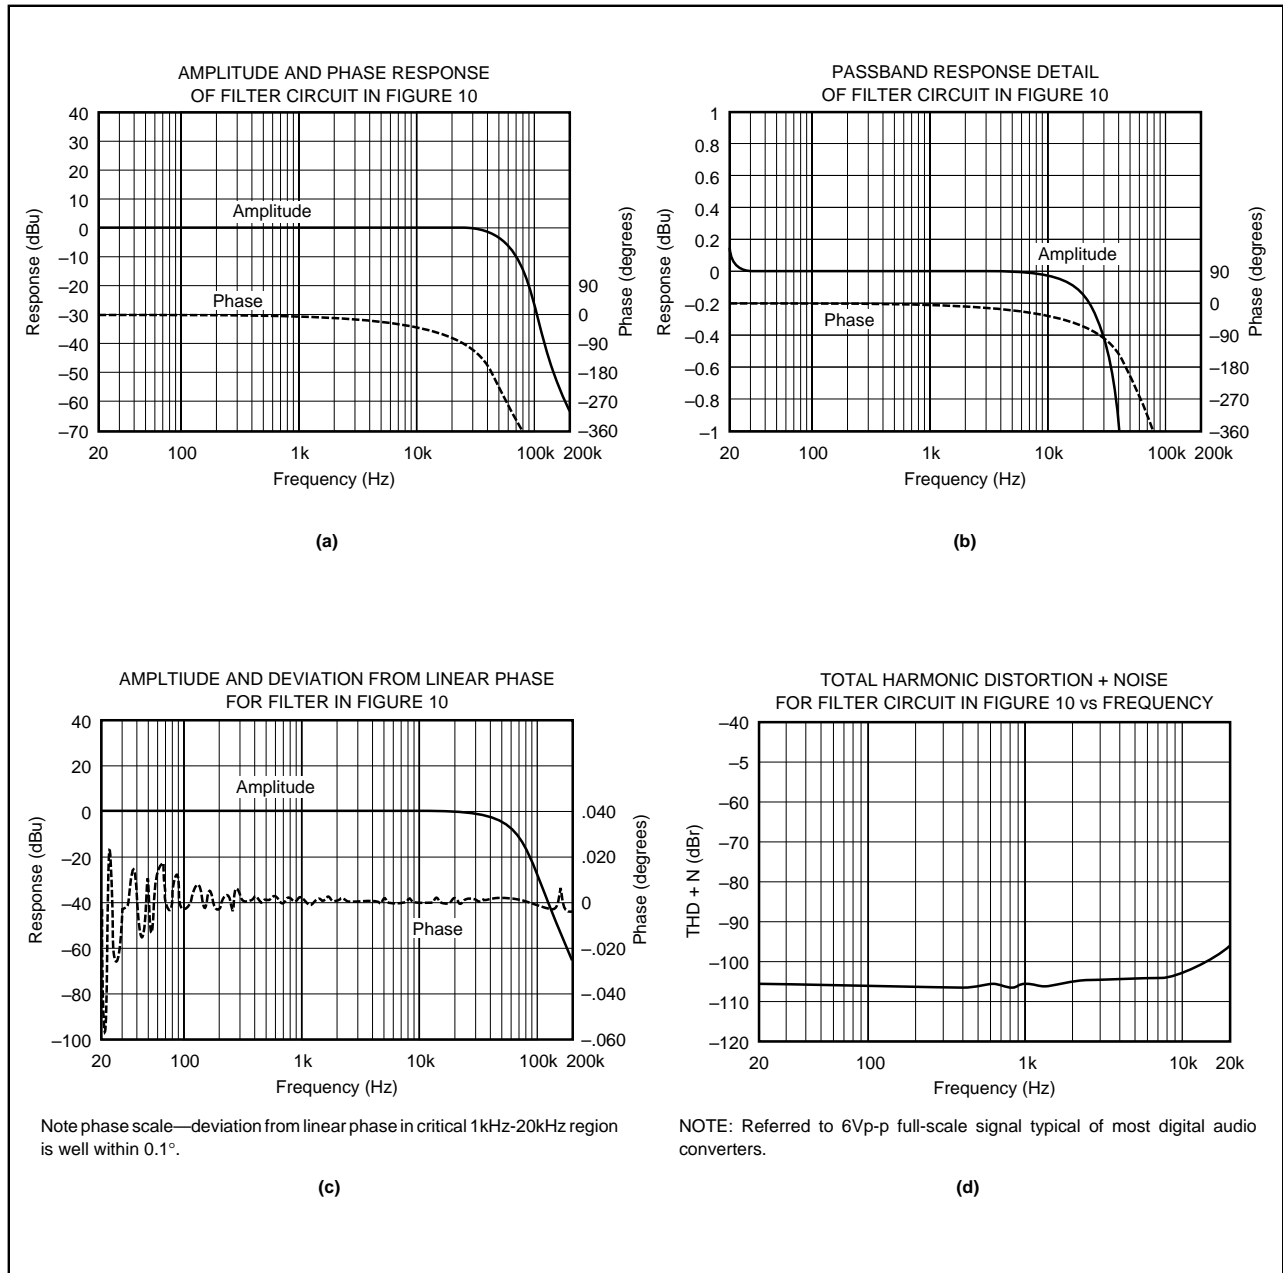 AMPLITUDE AND PHASE RESPONSE
OF FILTER CIRCUIT IN FIGURE 10
40
30
20
10
0
–10
–20
–30
–40
–50
–60
–70
Response (dBu)
Amplitude
Phase
90
0
–90
–180
–270
–360
Phase (degrees)
20 100 1k 10k 100k 200k
Frequency (Hz)
(a)
PASSBAND RESPONSE DETAIL
OF FILTER CIRCUIT IN FIGURE 10
1
0.8
0.6
0.4
0.2
0
–0.2
–0.4
–0.6
–0.8
–1
Response (dBu)
Amplitude
Phase
90
0
–90
–180
–270
–360
Phase (degrees)
20 100 1k 10k 100k 200k
Frequency (Hz)
(b)
AMPLTIUDE AND DEVIATION FROM LINEAR PHASE
FOR FILTER IN FIGURE 10
40
20
0
–20
–40
–60
–80
–100
Response (dBu)
Amplitude
Phase
.040
.020
0
–.020
–.040
–.060
Phase (degrees)
20 100 1k 10k 100k 200k
Frequency (Hz)
Note phase scale—deviation from linear phase in critical 1kHz-20kHz region
is well within 0.1°.
(c)
TOTAL HARMONIC DISTORTION + NOISE
FOR FILTER CIRCUIT IN FIGURE 10 vs FREQUENCY
–40
–5
–60
–70
–80
–90
–100
–110
–120
THD + N (dBr)
20 100 1k 10k 20k
Frequency (Hz)
NOTE: Referred to 6Vp-p full-scale signal typical of most digital audio
converters.
(d)